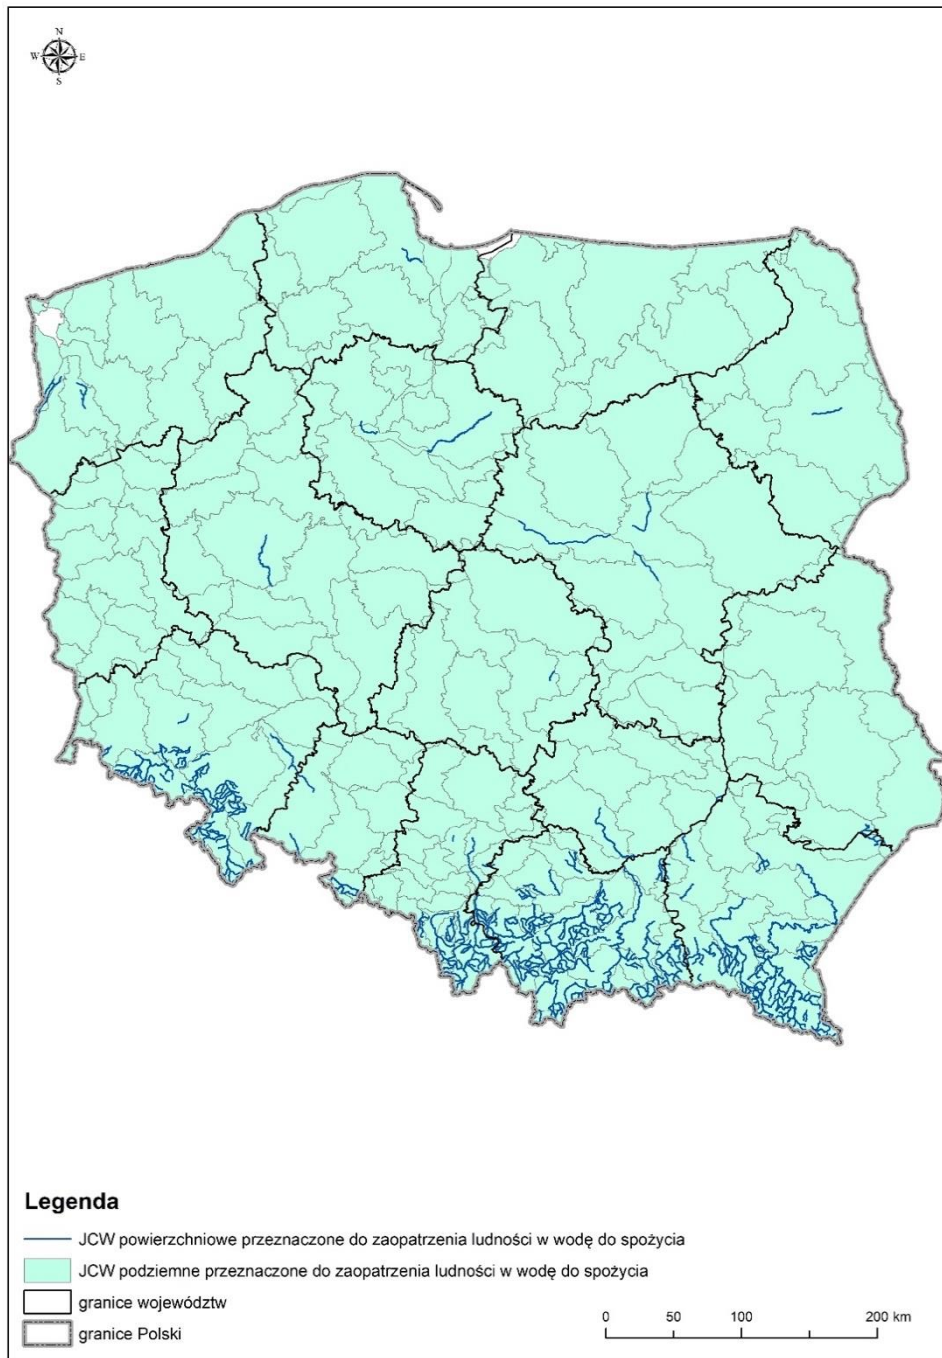 N
W E
S
Legenda
JCW powierzchniowe przeznaczone do zaopatrzenia ludności w wodę do spożycia
JCW podziemne przeznaczone do zaopatrzenia ludności w wodę do spożycia
granice województw
granice Polski
0 50 100 200 km